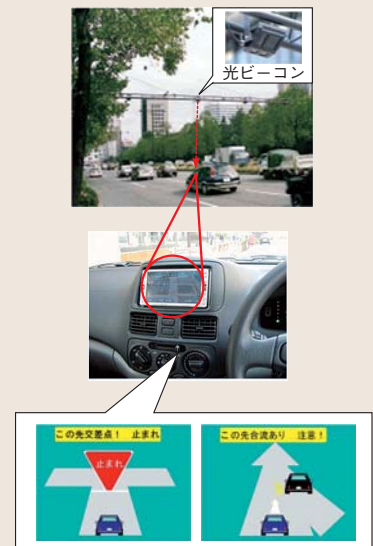 光ビーコン
この先交差点！ 止まれ
止まれ
この先合流あり 注意！